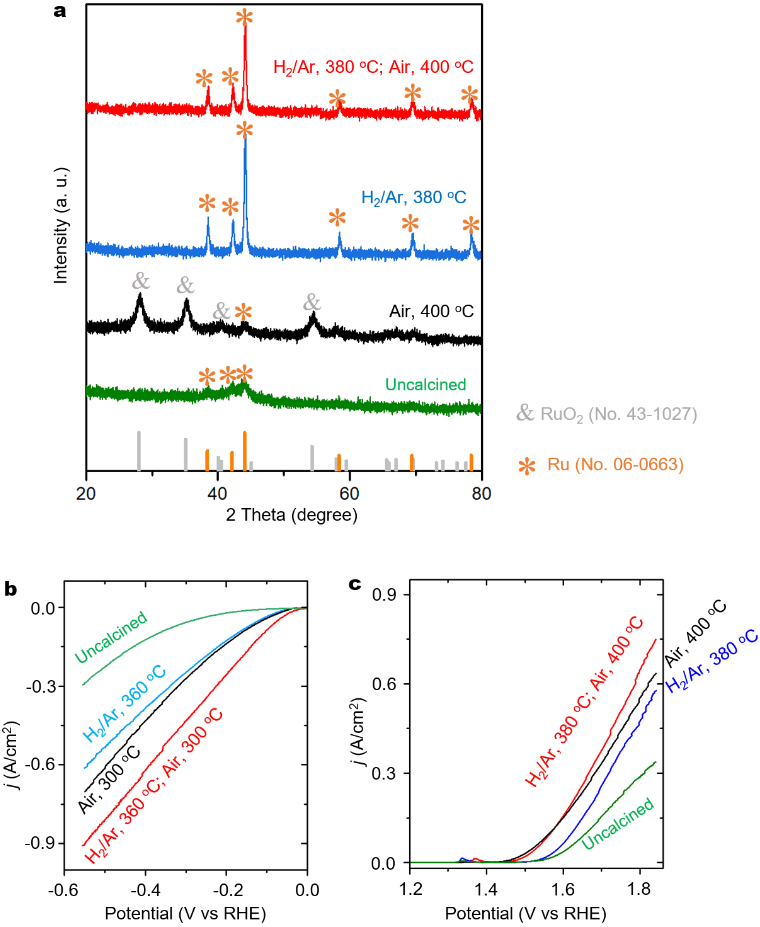 a
H₂/Ar, 380 ºC; Air, 400 ºC
H₂/Ar, 380 ºC
Air, 400 ºC
Uncalcined
Intensity (a. u.)
20 40 60 80
2 Theta (degree)
& RuO₂ (No. 43-1027)
* Ru (No. 06-0663)
b
0.0
-0.3
-0.6
-0.9
j (A/cm²)
Uncalcined
H₂/Ar, 360 ºC
Air, 300 ºC
H₂/Ar, 360 ºC; Air, 300 ºC
-0.6 -0.4 -0.2 0.0
Potential (V vs RHE)
c
0.9
0.6
0.3
0.0
j (A/cm²)
H₂/Ar, 380 ºC; Air, 400 ºC
Air, 400 ºC
H₂/Ar, 380 ºC
Uncalcined
1.2 1.4 1.6 1.8
Potential (V vs RHE)